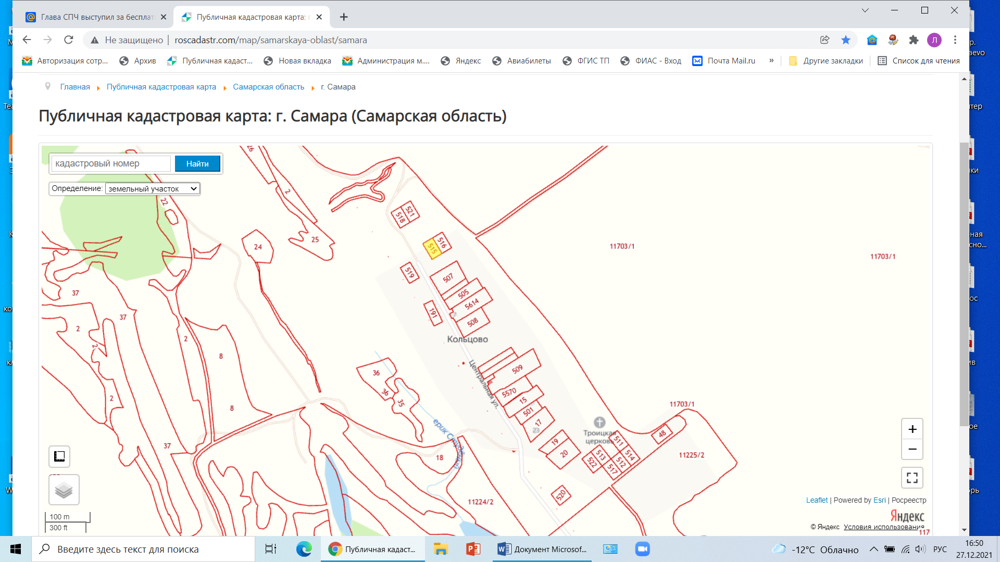 Глава СПЧ выступил за бесплат
Публичная кадастровая карта: г
Не защищено | roscadastr.com/map/samarskaya-oblast/samara
Л
Авторизация сотр...
Архив
Публичная кадаст...
Новая вкладка
Администрация м....
Яндекс
Авиабилеты
ФГИС ТП
ФИАС - Вход
Почта Mail.ru
»
Другие закладки
Список для чтения
Главная
Публичная кадастровая карта
Самарская область
г. Самара
Публичная кадастровая карта: г. Самара (Самарская область)
кадастровый номер
Найти
Определение: земельный участок
26
2
22
521
518
25
24
516
515
11703/1
11703/1
519
507
505
5614
37
191
508
37
2
2
2
Кольцово
8
36
509
Центральная ул.
36
35
5570
15
2
501
17
23
8
11703/1
ерик Студёный
Троицкая
церковь
48
511
37
18
19
20
513
514
522
512
517
11225/2
520
11224/2
+
−
100 m
300 ft
Leaflet | Powered by Esri | Росреестр
Яндекс
© Яндекс Условия использования
117
Введите здесь текст для поиска
Публичная кадаст...
Документ Microsof...
-12°C Облачно
РУС
16:50
27.12.2021